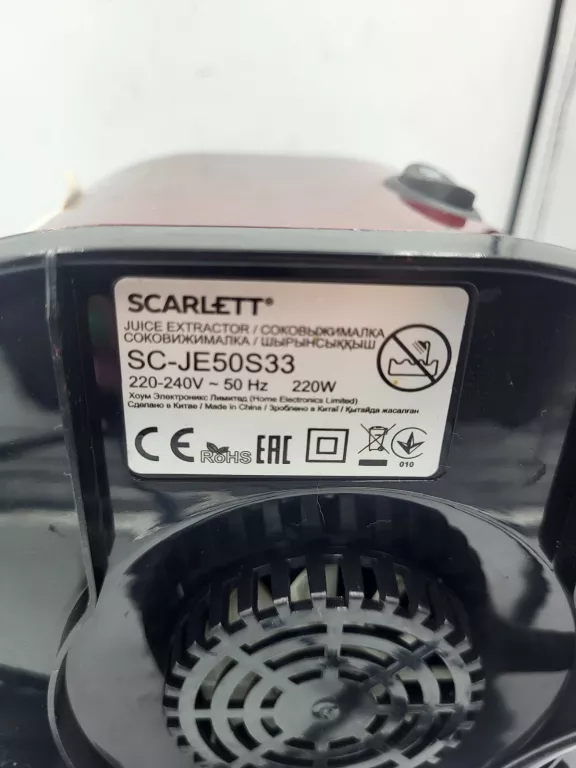 SCARLETT®
JUICE EXTRACTOR / СОКОВЫЖИМАЛКА
СОКОВИЖИМАЛКА / ШЫРЫНСЫҚҚЫШ
SC-JE50S33
220-240V ~ 50 Hz 220W
Хоум Электроникс Лимитед (Home Electronics Limited)
Сделано в Китае / Made in China / Зроблено в Китаї / Қытайда жасалған
CE RoHS EAC
010